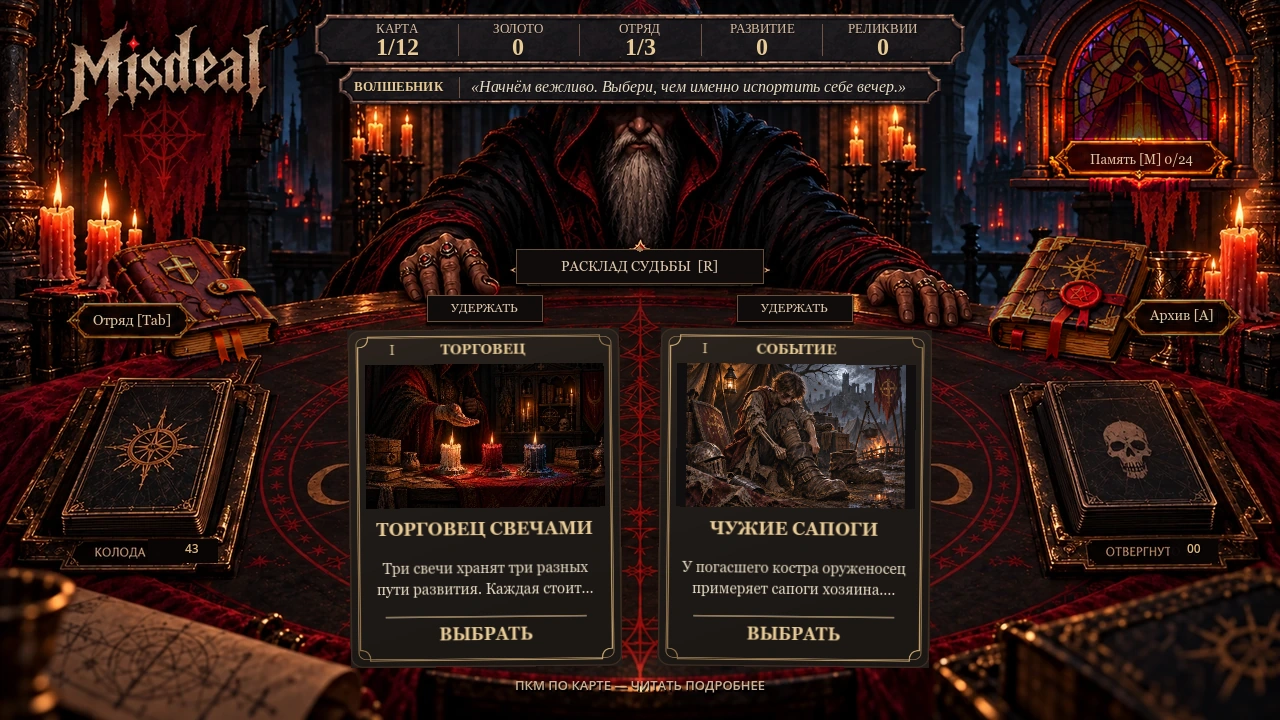 Misdeal
КАРТА
1/12
ЗОЛОТО
0
ОТРЯД
1/3
РАЗВИТИЕ
0
РЕЛИКВИИ
0
ВОЛШЕБНИК
«Начнём вежливо. Выбери, чем именно испортить себе вечер.»
Память [M] 0/24
РАСКЛАД СУДЬБЫ [R]
УДЕРЖАТЬ
УДЕРЖАТЬ
Отряд [Tab]
Архив [A]
I
ТОРГОВЕЦ
ТОРГОВЕЦ СВЕЧАМИ
Три свечи хранят три разных
пути развития. Каждая стоит...
ВЫБРАТЬ
I
СОБЫТИЕ
ЧУЖИЕ САПОГИ
У погасшего костра оруженосец
примеряет сапоги хозяина....
ВЫБРАТЬ
КОЛОДА
43
ОТВЕРГНУТ
00
ПКМ ПО КАРТЕ — ЧИТАТЬ ПОДРОБНЕЕ